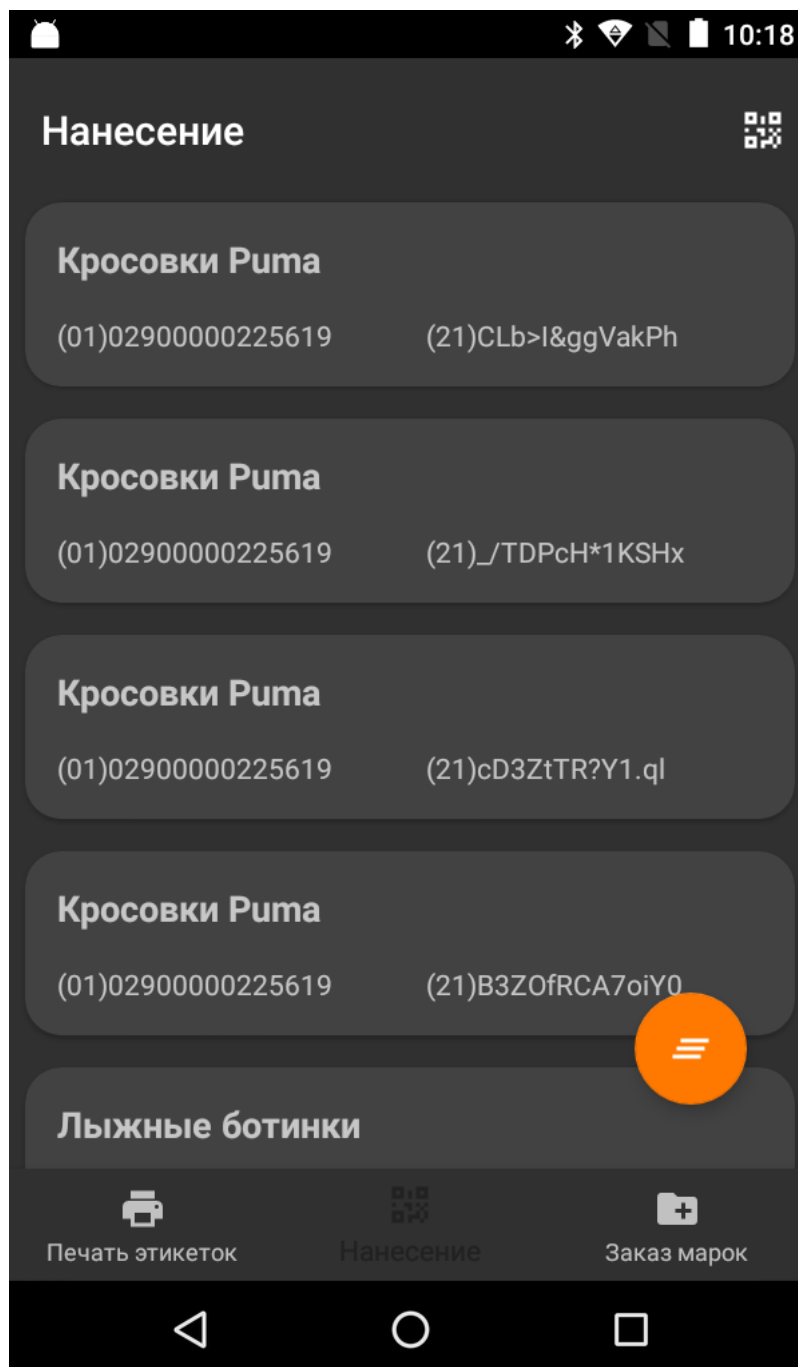 10:18
Нанесение
Кросовки Puma
(01)02900000225619 (21)CLb>I&ggVakPh
Кросовки Puma
(01)02900000225619 (21)_/TDPcH*1KSHx
Кросовки Puma
(01)02900000225619 (21)cD3ZtTR?Y1.ql
Кросовки Puma
(01)02900000225619 (21)B3ZOfRCA7oiY0
Лыжные ботинки
Печать этикеток Нанесение Заказ марок